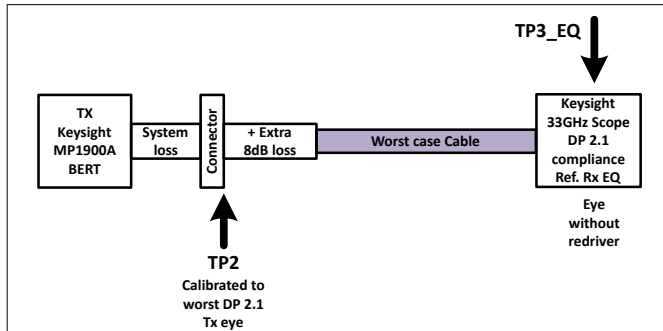 TP3_EQ
TX
Keysight
MP1900A
BERT
System
loss
Connector
+ Extra
8dB loss
Worst case Cable
Keysight
33GHz Scope
DP 2.1
compliance
Ref. Rx EQ
Eye
without
redriver
TP2
Calibrated to
worst DP 2.1
Tx eye